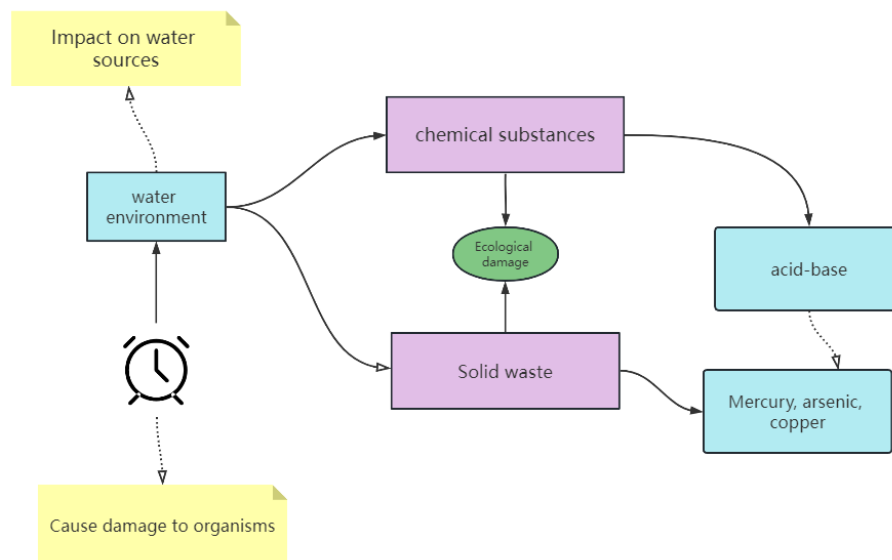 Impact on water
sources
chemical substances
water
environment
Ecological
damage
acid-base
Solid waste
Mercury, arsenic,
copper
Cause damage to organisms